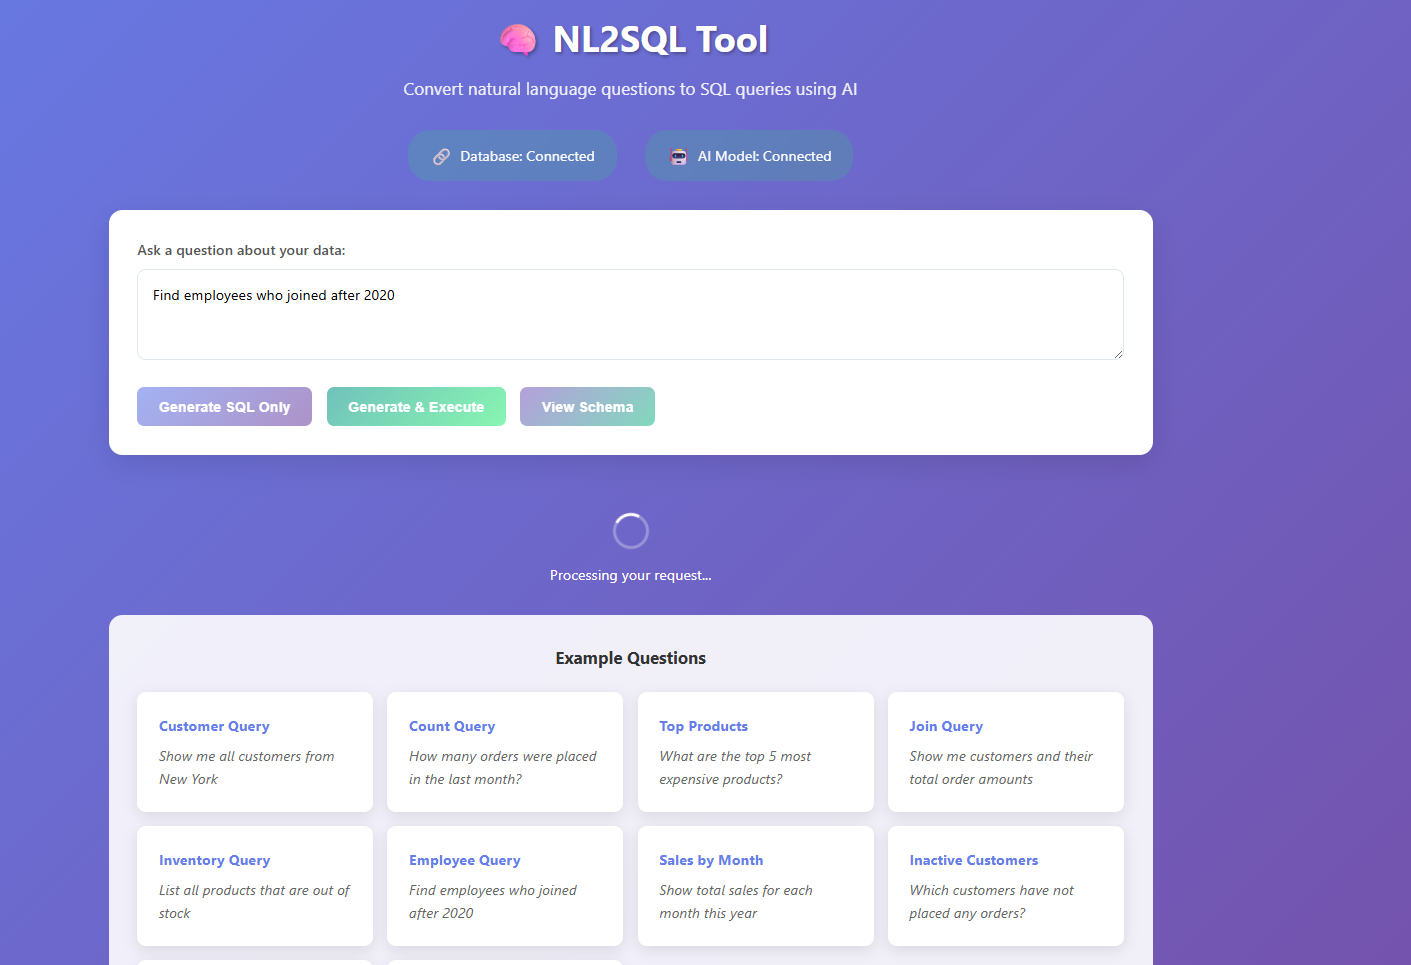 NL2SQL Tool
Convert natural language questions to SQL queries using AI
Database: Connected
AI Model: Connected
Ask a question about your data:
Find employees who joined after 2020
Generate SQL Only
Generate & Execute
View Schema
Processing your request...
Example Questions
Customer Query
Show me all customers from
New York
Count Query
How many orders were placed
in the last month?
Top Products
What are the top 5 most
expensive products?
Join Query
Show me customers and their
total order amounts
Inventory Query
List all products that are out of
stock
Employee Query
Find employees who joined
after 2020
Sales by Month
Show total sales for each
month this year
Inactive Customers
Which customers have not
placed any orders?